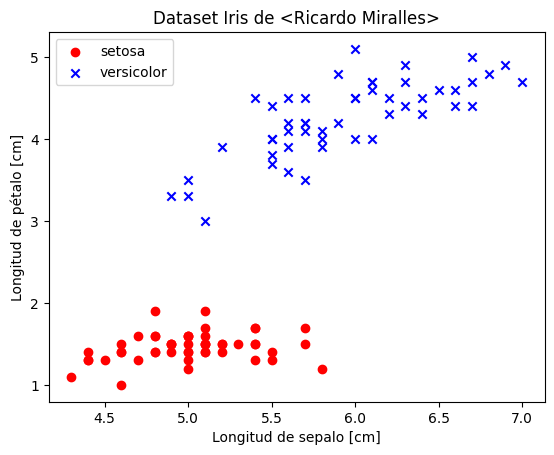 Dataset Iris de <Ricardo Miralles>
setosa
versicolor
Longitud de pétalo [cm]
5
4
3
2
1
4.5
5.0
5.5
6.0
6.5
7.0
Longitud de sepalo [cm]